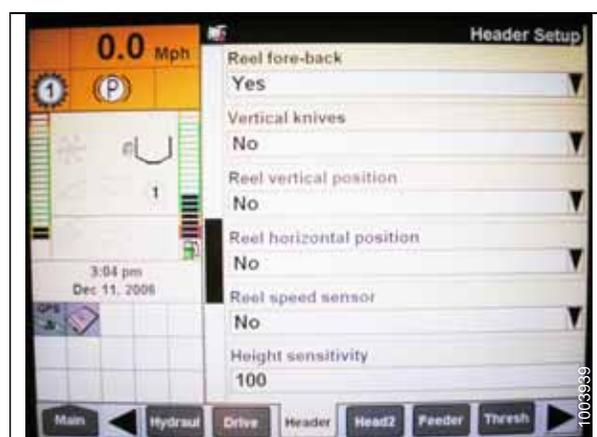 0.0 Mph
1 (P)
1
3:04 pm
Dec 11, 2006
GPS
Header Setup
Reel fore-back
Yes
Vertical knives
No
Reel vertical position
No
Reel horizontal position
No
Reel speed sensor
No
Height sensitivity
100
Main Hydraul Drive Header Head2 Feeder Thresh
1003939